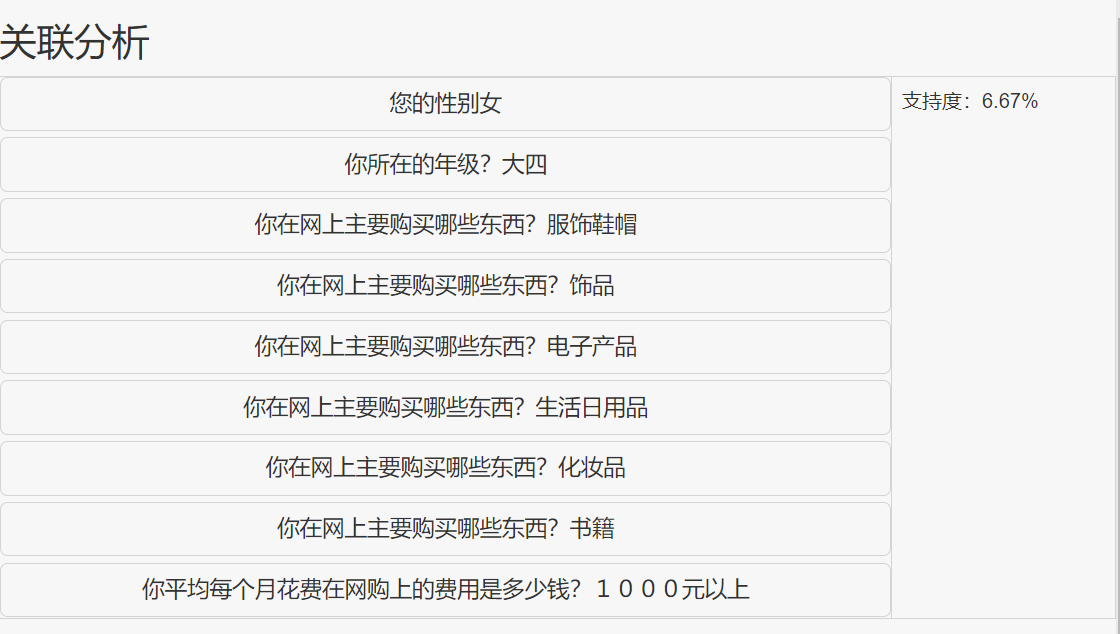 关联分析
您的性别女
支持度：6.67%
你所在的年级？大四
你在网上主要购买哪些东西？服饰鞋帽
你在网上主要购买哪些东西？饰品
你在网上主要购买哪些东西？电子产品
你在网上主要购买哪些东西？生活日用品
你在网上主要购买哪些东西？化妆品
你在网上主要购买哪些东西？书籍
你平均每个月花费在网购上的费用是多少钱？１０００元以上